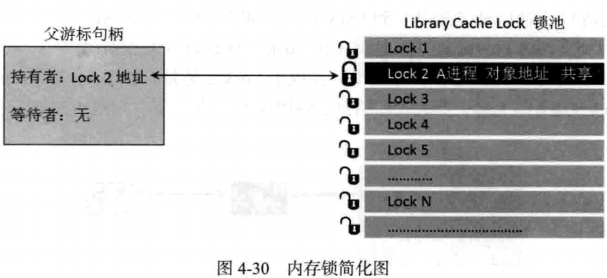 父游标句柄
持有者：Lock 2 地址
等待者：无
Library Cache Lock 锁池
Lock 1
Lock 2 A进程 对象地址 共享
Lock 3
Lock 4
Lock 5
............
Lock N
...................................
图 4-30 内存锁简化图